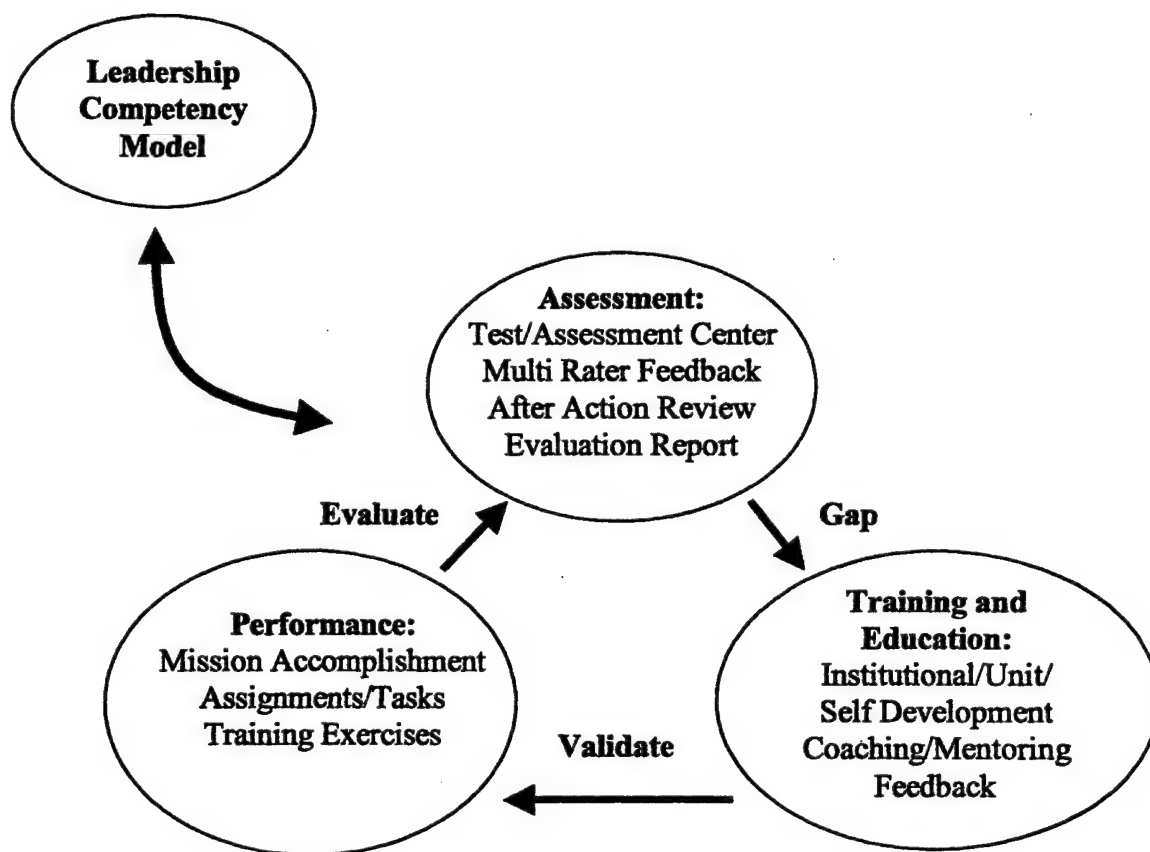 Leadership
Competency
Model
Assessment:
Test/Assessment Center
Multi Rater Feedback
After Action Review
Evaluation Report
Evaluate
Gap
Performance:
Mission Accomplishment
Assignments/Tasks
Training Exercises
Training and
Education:
Institutional/Unit/
Self Development
Coaching/Mentoring
Feedback
Validate